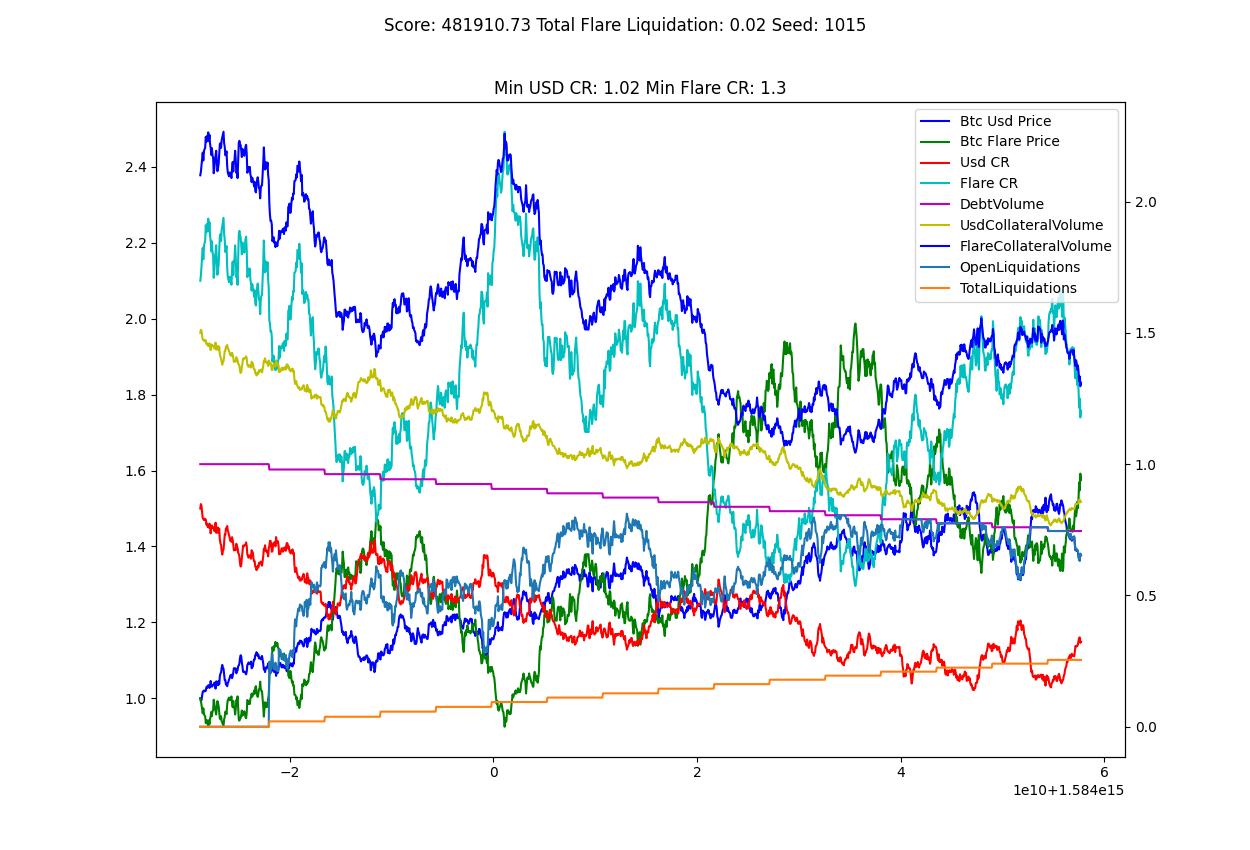 Score: 481910.73 Total Flare Liquidation: 0.02 Seed: 1015
Min USD CR: 1.02 Min Flare CR: 1.3
Btc Usd Price
Btc Flare Price
Usd CR
Flare CR
DebtVolume
UsdCollateralVolume
FlareCollateralVolume
OpenLiquidations
TotalLiquidations
2.4
2.2
2.0
1.8
1.6
1.4
1.2
1.0
2.0
1.5
1.0
0.5
0.0
−2
0
2
4
6
1e10+1.584e15